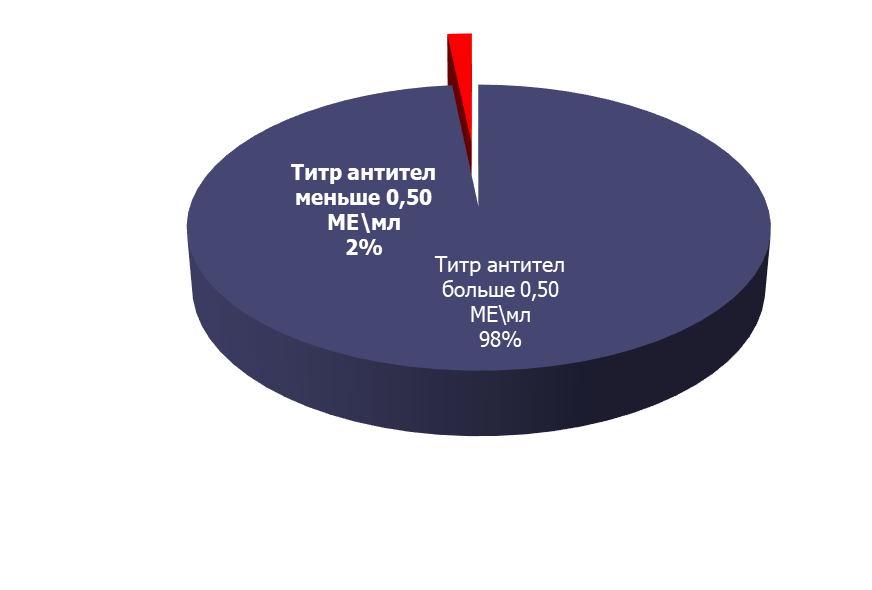 Титр антител
меньше 0,50
МЕ\мл
2%
Титр антител
больше 0,50
МЕ\мл
98%